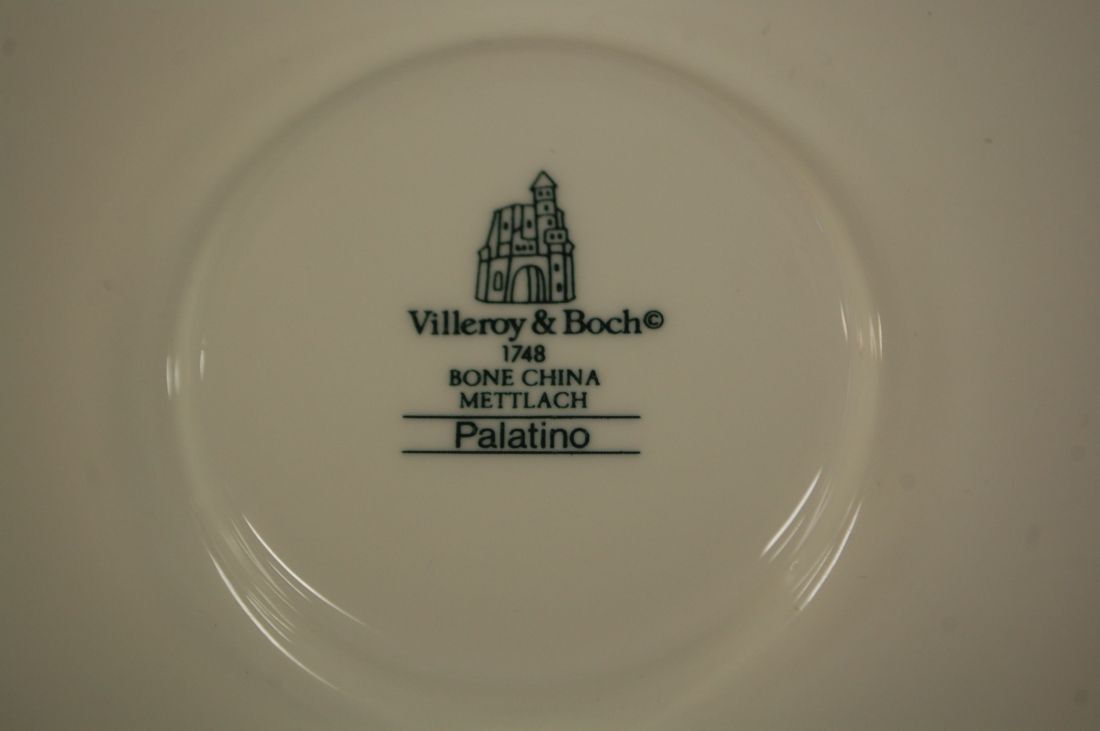 Villeroy & Boch©
1748
BONE CHINA
METTLACH
Palatino